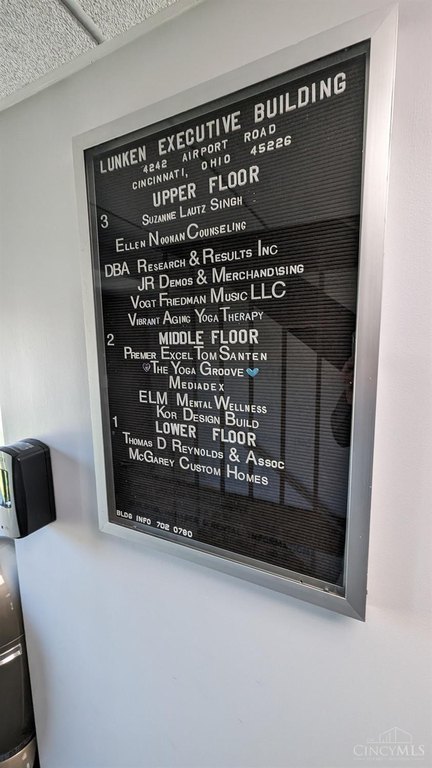 LUNKEN EXECUTIVE BUILDING
4242 AIRPORT ROAD
CINCINNATI, OHIO 45226
UPPER FLOOR
3 SUZANNE LAUTZ SINGH
ELLEN NOONAN COUNSELING
DBA RESEARCH & RESULTS INC
JR DEMOS & MERCHANDISING
VOGT FRIEDMAN MUSIC LLC
VIBRANT AGING YOGA THERAPY
2 MIDDLE FLOOR
PREMIER EXCEL TOM SANTEN
THE YOGA GROOVE
MEDIADEX
ELM MENTAL WELLNESS
KOR DESIGN BUILD
1 LOWER FLOOR
THOMAS D REYNOLDS & ASSOC
MCGAREY CUSTOM HOMES
BLDG INFO 702 0780
CINCYMLS